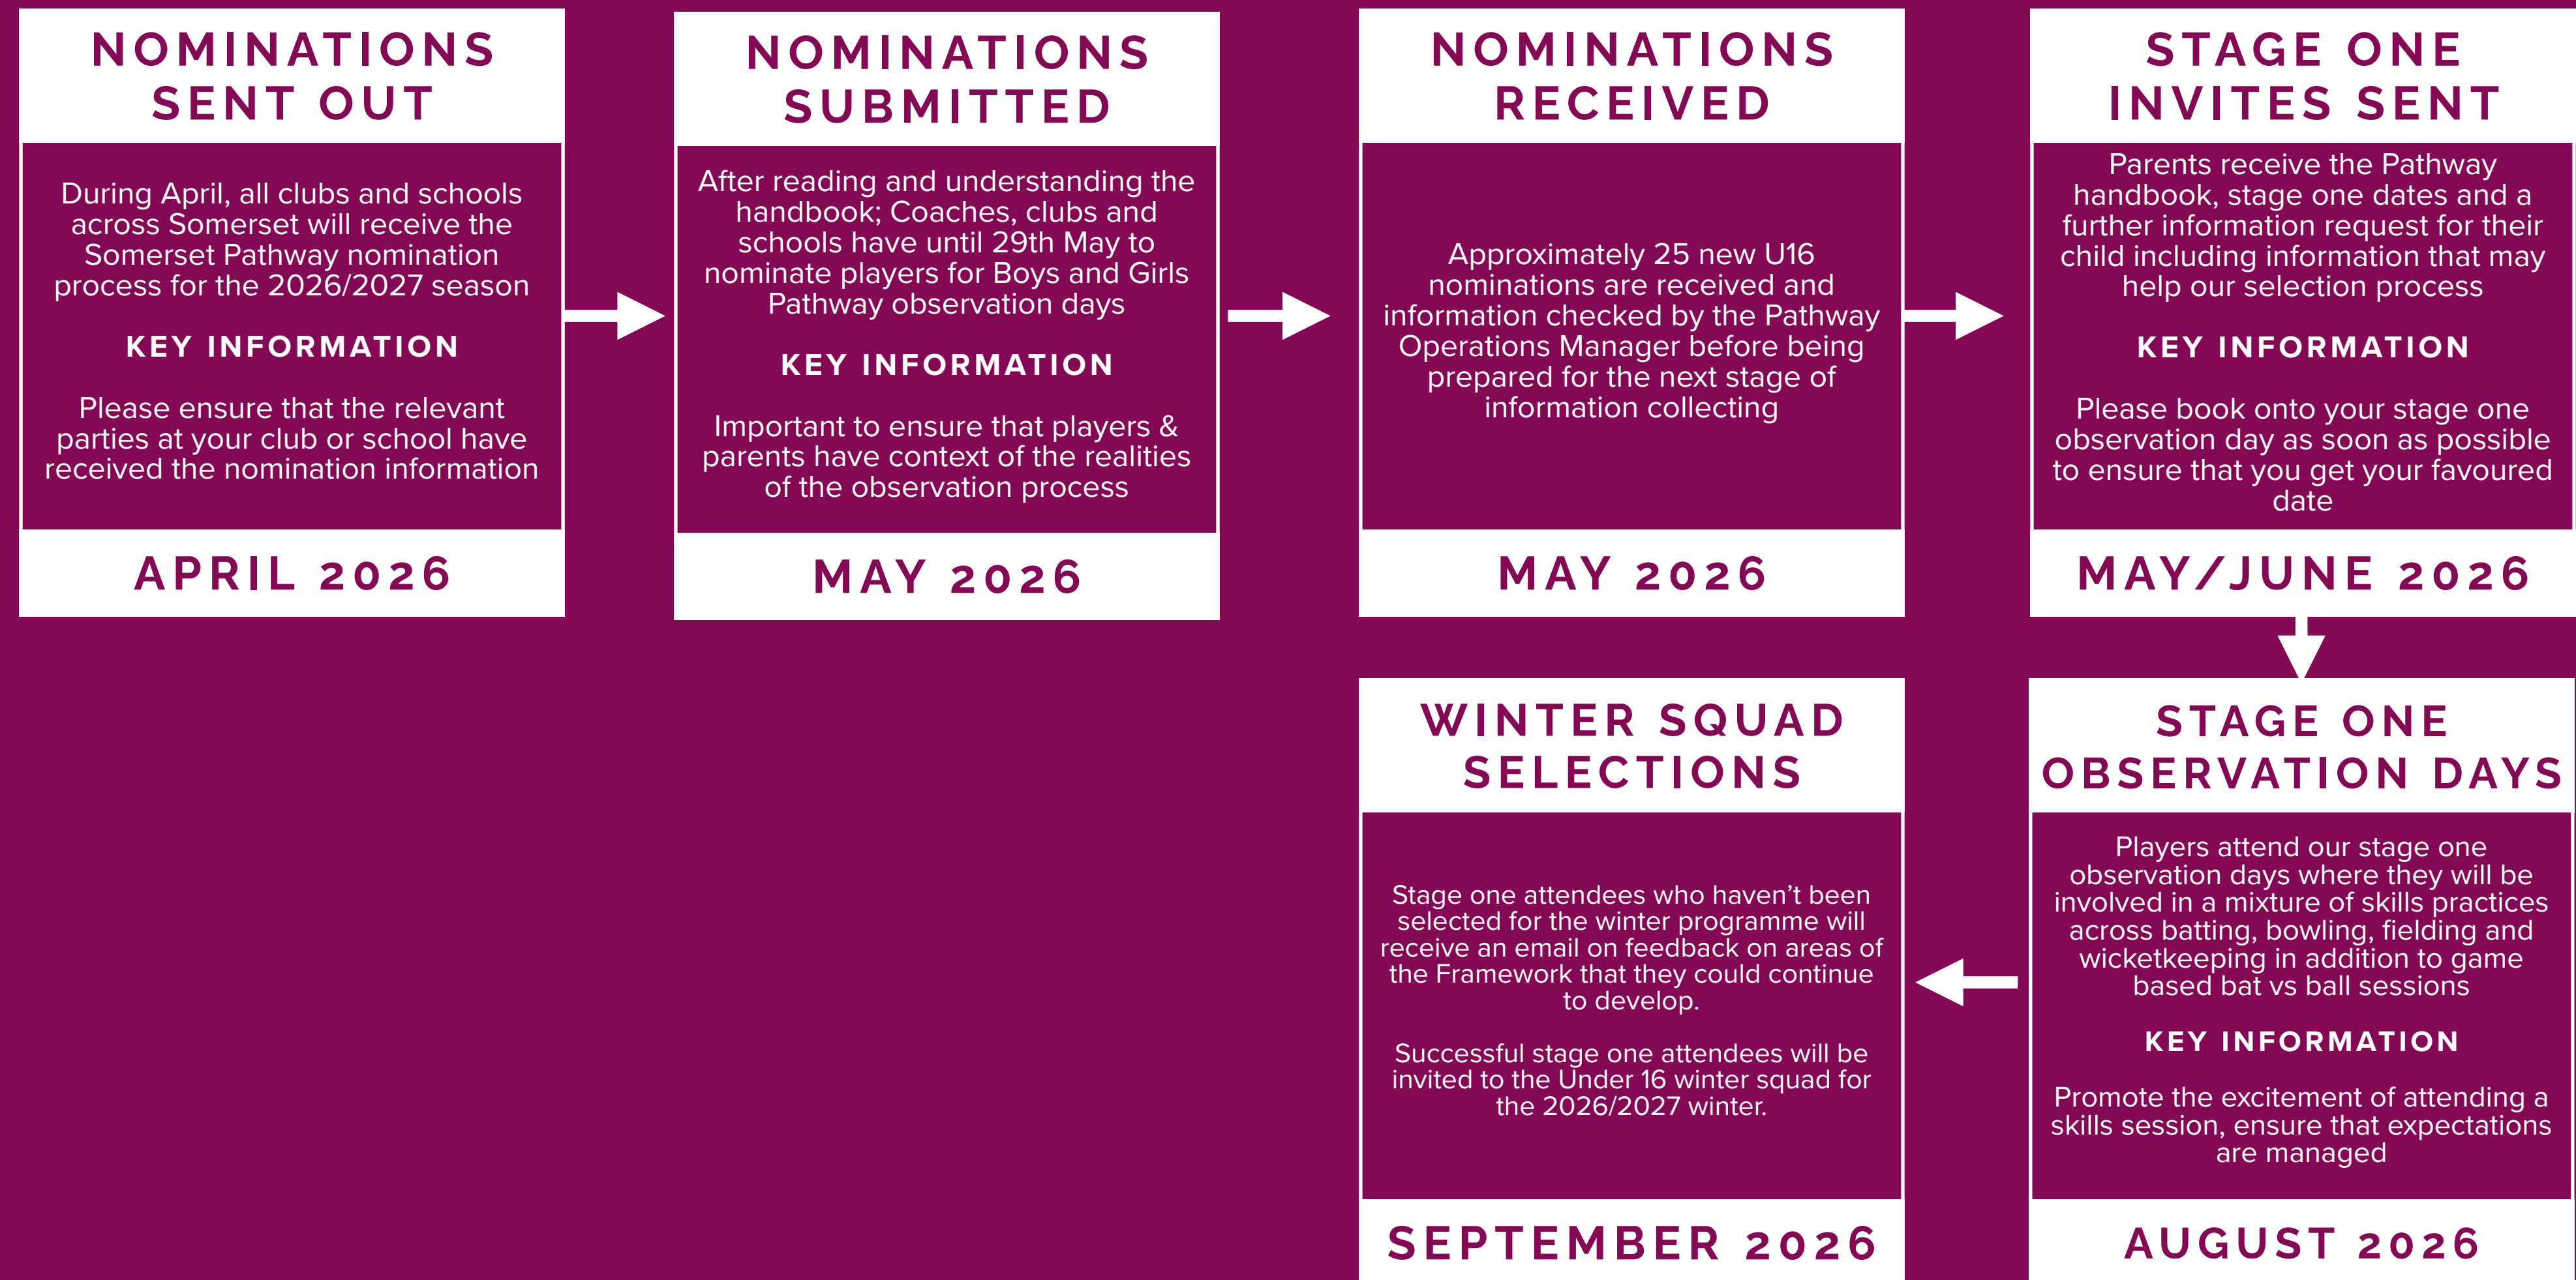 NOMINATIONS
SENT OUT
During April, all clubs and schools
across Somerset will receive the
Somerset Pathway nomination
process for the 2026/2027 season
KEY INFORMATION
Please ensure that the relevant
parties at your club or school have
received the nomination information
APRIL 2026
NOMINATIONS
SUBMITTED
After reading and understanding the
handbook; Coaches, clubs and
schools have until 29th May to
nominate players for Boys and Girls
Pathway observation days
KEY INFORMATION
Important to ensure that players &
parents have context of the realities
of the observation process
MAY 2026
NOMINATIONS
RECEIVED
Approximately 25 new U16
nominations are received and
information checked by the Pathway
Operations Manager before being
prepared for the next stage of
information collecting
MAY 2026
STAGE ONE
INVITES SENT
Parents receive the Pathway
handbook, stage one dates and a
further information request for their
child including information that may
help our selection process
KEY INFORMATION
Please book onto your stage one
observation day as soon as possible
to ensure that you get your favoured
date
MAY/JUNE 2026
STAGE ONE
OBSERVATION DAYS
Players attend our stage one
observation days where they will be
involved in a mixture of skills practices
across batting, bowling, fielding and
wicketkeeping in addition to game
based bat vs ball sessions
KEY INFORMATION
Promote the excitement of attending a
skills session, ensure that expectations
are managed
AUGUST 2026
WINTER SQUAD
SELECTIONS
Stage one attendees who haven't been
selected for the winter programme will
receive an email on feedback on areas of
the Framework that they could continue
to develop.
Successful stage one attendees will be
invited to the Under 16 winter squad for
the 2026/2027 winter.
SEPTEMBER 2026